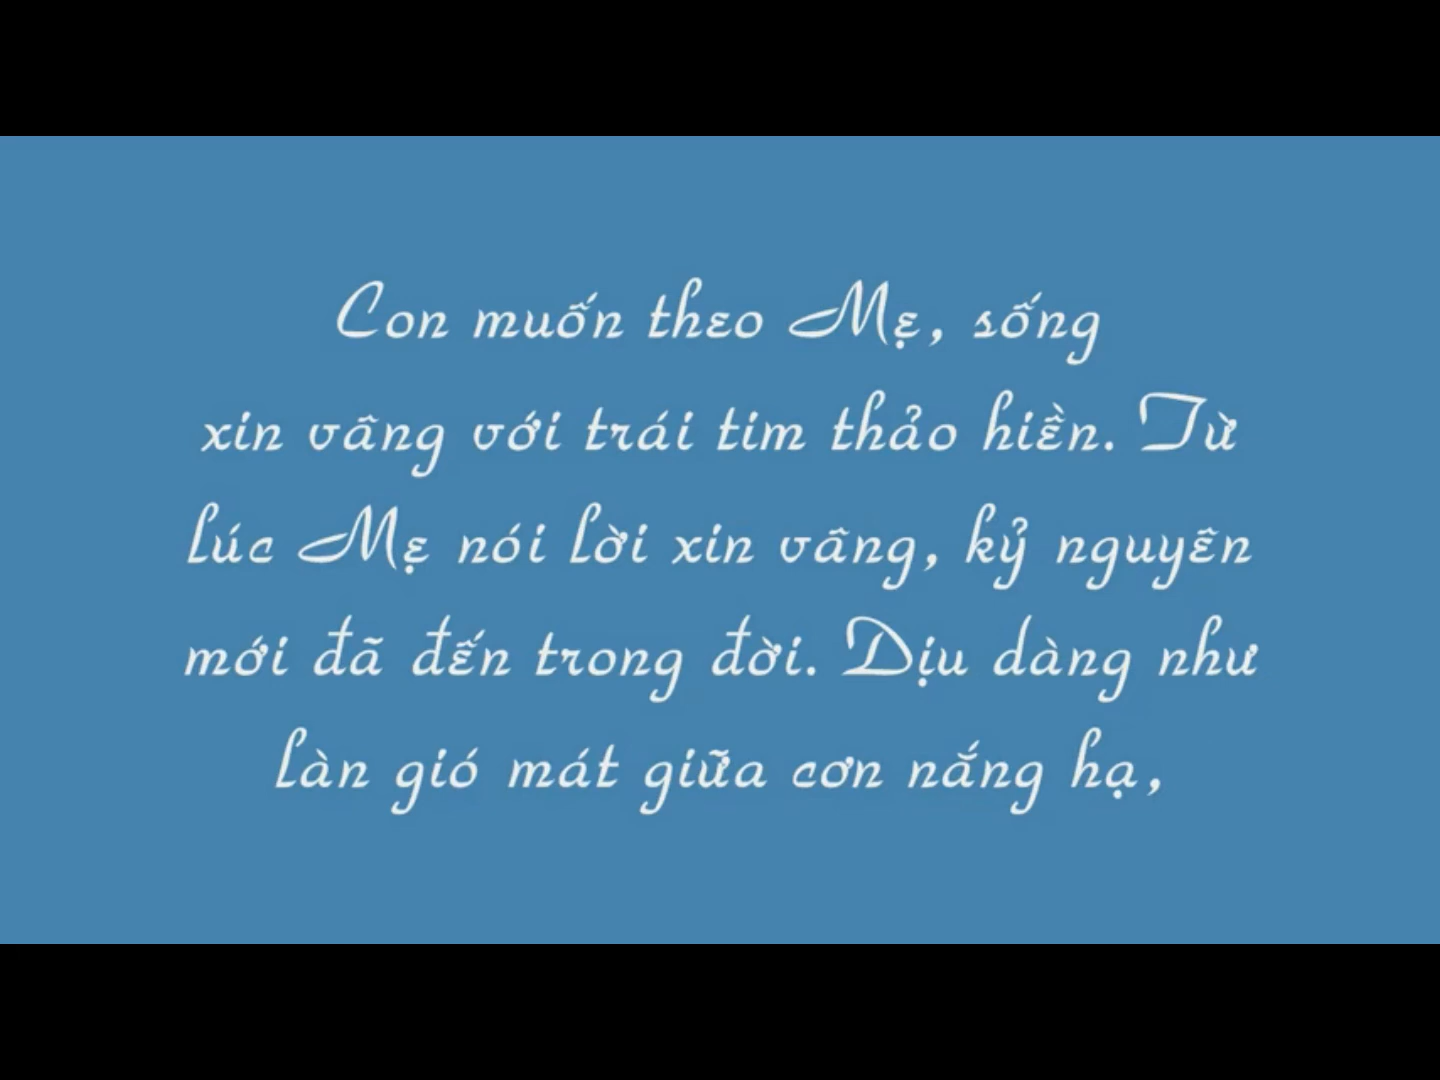 Con muốn theo Mẹ, sống
xin vâng với trái tim thảo hiền. Từ
lúc Mẹ nói lời xin vâng, kỷ nguyên
mới đã đến trong đời. Dịu dàng như
làn gió mát giữa cơn nắng hạ,